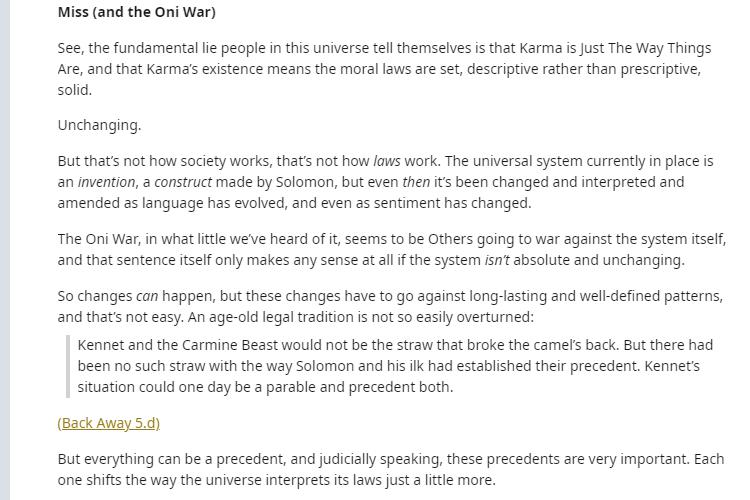 Miss (and the Oni War)
See, the fundamental lie people in this universe tell themselves is that Karma is Just The Way Things
Are, and that Karma's existence means the moral laws are set, descriptive rather than prescriptive,
solid.
Unchanging.
But that's not how society works, that's not how laws work. The universal system currently in place is
an invention, a construct made by Solomon, but even then it's been changed and interpreted and
amended as language has evolved, and even as sentiment has changed.
The Oni War, in what little we've heard of it, seems to be Others going to war against the system itself,
and that sentence itself only makes any sense at all if the system isn't absolute and unchanging.
So changes can happen, but these changes have to go against long-lasting and well-defined patterns,
and that's not easy. An age-old legal tradition is not so easily overturned:
Kennet and the Carmine Beast would not be the straw that broke the camel's back. But there had
been no such straw with the way Solomon and his ilk had established their precedent. Kennet's
situation could one day be a parable and precedent both.
(Back Away 5.d)
But everything can be a precedent, and judicially speaking, these precedents are very important. Each
one shifts the way the universe interprets its laws just a little more.